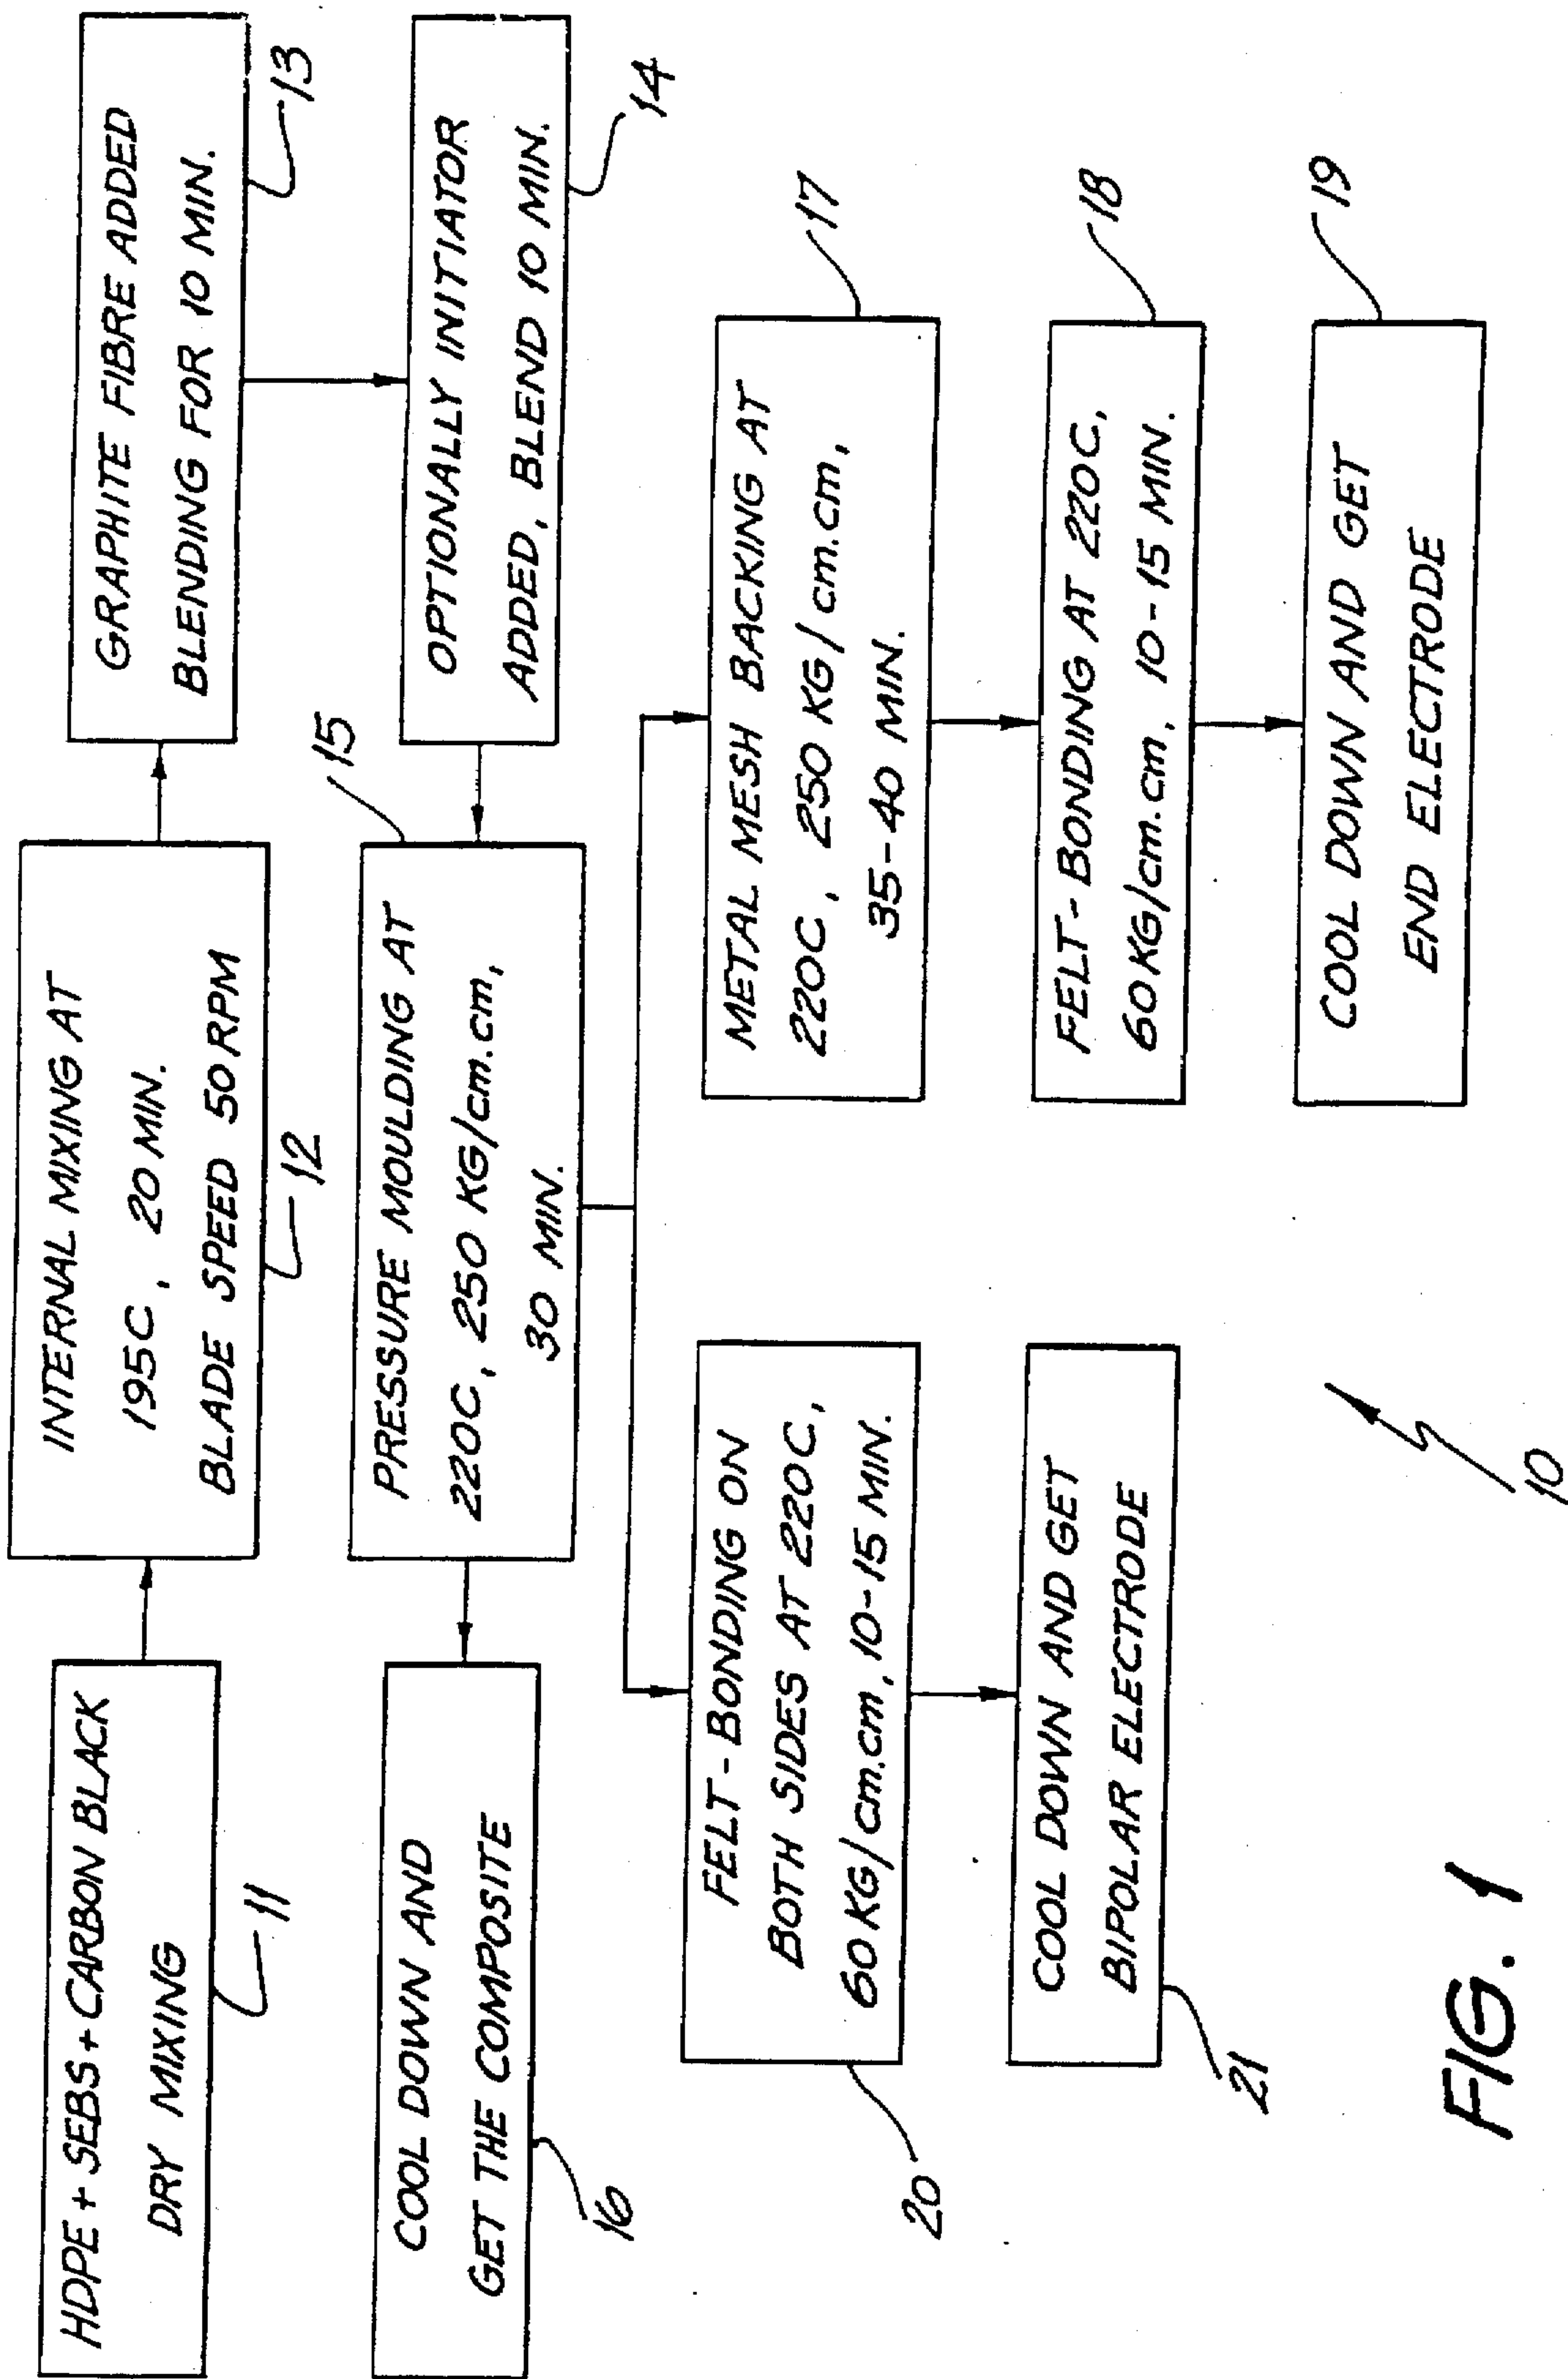 HDPE + SEBS + CARBON BLACK
DRY MIXING
11
INTERNAL MIXING AT
195C, 20 MIN.
BLADE SPEED 50 RPM
12
GRAPHITE FIBRE ADDED
BLENDING FOR 10 MIN.
13
OPTIONALLY INITIATOR
ADDED, BLEND 10 MIN.
14
15
PRESSURE MOULDING AT
220C, 250 KG/cm.cm,
30 MIN.
COOL DOWN AND
GET THE COMPOSITE
16
METAL MESH BACKING AT
220C, 250 KG/cm.cm,
35-40 MIN.
17
FELT-BONDING AT 220C,
60 KG/cm.cm, 10-15 MIN.
18
COOL DOWN AND GET
END ELECTRODE
19
FELT-BONDING ON
BOTH SIDES AT 220C,
60 KG/cm.cm, 10-15 MIN.
20
COOL DOWN AND GET
BIPOLAR ELECTRODE
21
10
FIG. 1